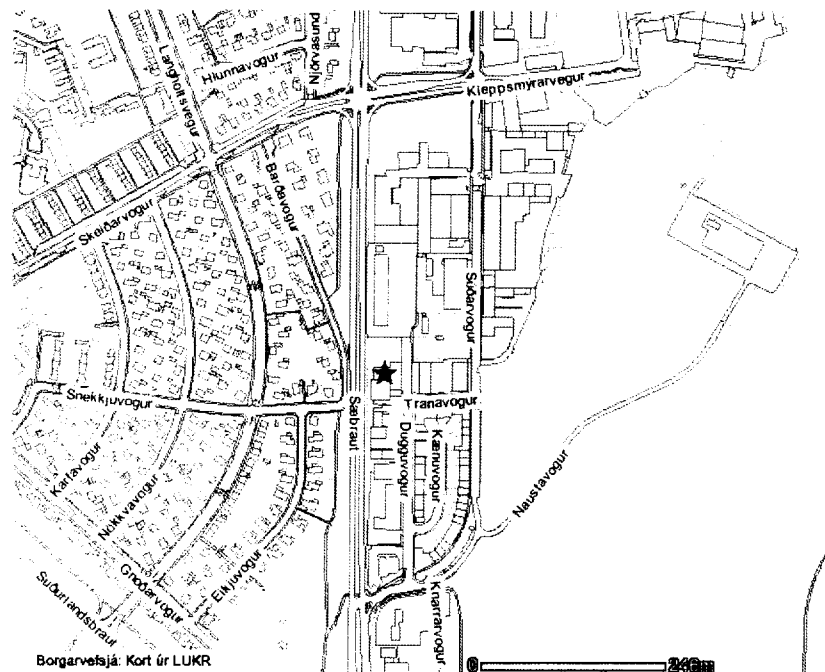 Hlunnavogur
Njörvasund
Langholtsvegur
Kleppsmýrarvegur
Barðavogur
Skeiðarvogur
Súðarvogur
Snekkjuvogur
Sæbraut
Tranavogur
Dugguvogur
Kænuvogur
Naustavogur
Karfavogur
Nökkvavogur
Gnoðarvogur
Eikjuvogur
Suðurlandsbraut
Knarrarvogur
Borgarvefsjá: Kort úr LUKR
0